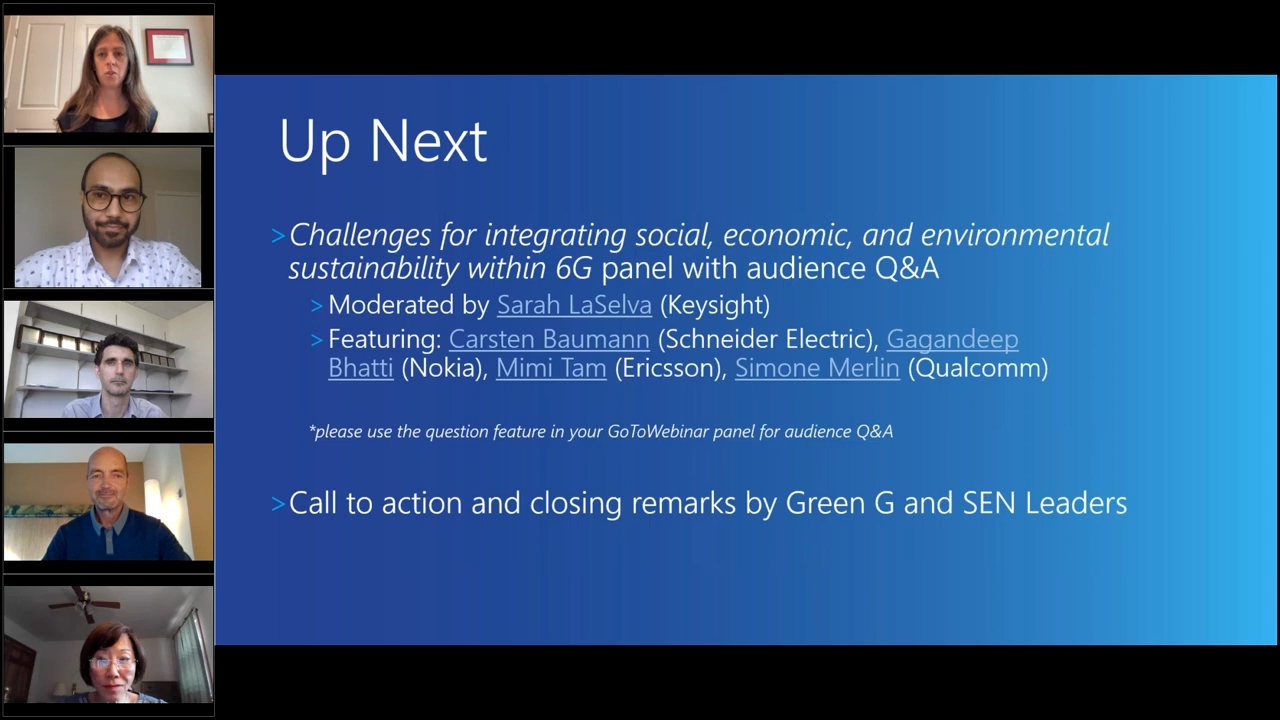 Up Next
>Challenges for integrating social, economic, and environmental
sustainability within 6G panel with audience Q&A
>Moderated by Sarah LaSelva (Keysight)
>Featuring: Carsten Baumann (Schneider Electric), Gagandeep
Bhatti (Nokia), Mimi Tam (Ericsson), Simone Merlin (Qualcomm)
*please use the question feature in your GoToWebinar panel for audience Q&A
>Call to action and closing remarks by Green G and SEN Leaders